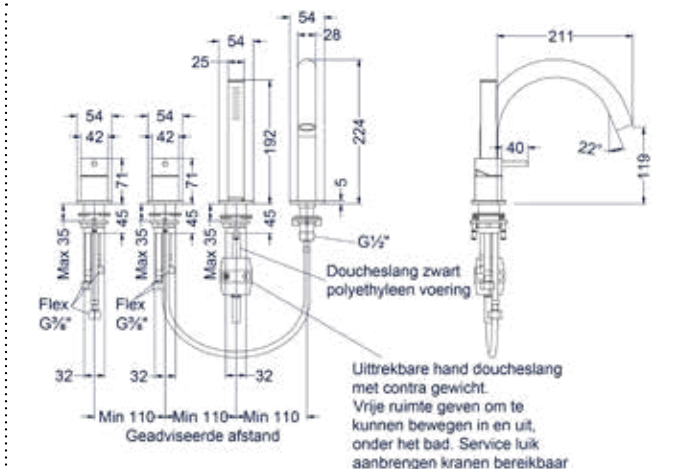 54
54
211
25
28
54
54
42
42
192
224
71
71
40
22°
119
5
Max 35
45
Max 35
45
Max 35
45
G½"
Doucheslang zwart
polyethyleen voering
Flex
G⅜"
Flex
G⅜"
32
32
32
Min 110
Min 110
Min 110
Geadviseerde afstand
Uittrekbare hand doucheslang
met contra gewicht.
Vrije ruimte geven om te
kunnen bewegen in en uit,
onder het bad. Service luik
aanbrengen kranen bereikbaar